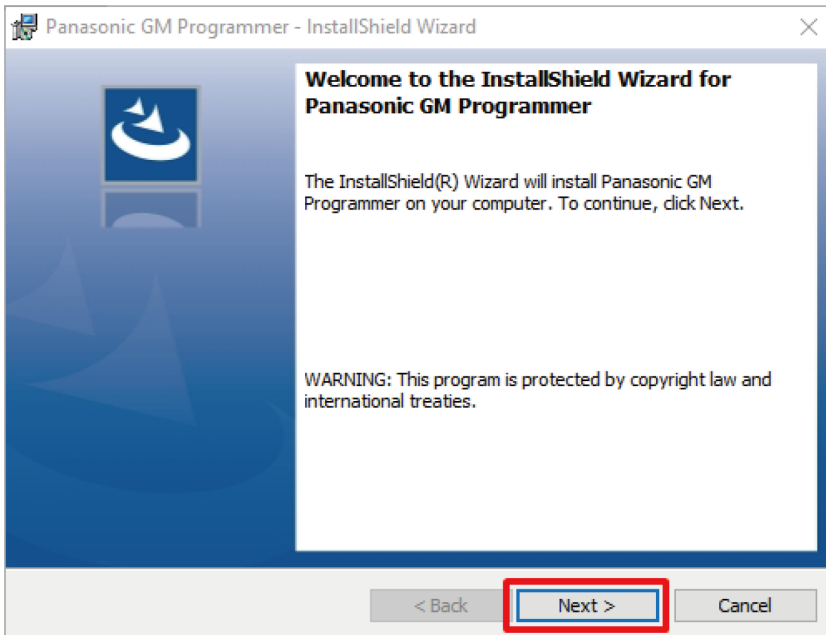 Panasonic GM Programmer - InstallShield Wizard
Welcome to the InstallShield Wizard for
Panasonic GM Programmer
The InstallShield(R) Wizard will install Panasonic GM
Programmer on your computer. To continue, click Next.
WARNING: This program is protected by copyright law and
international treaties.
< Back
Next >
Cancel